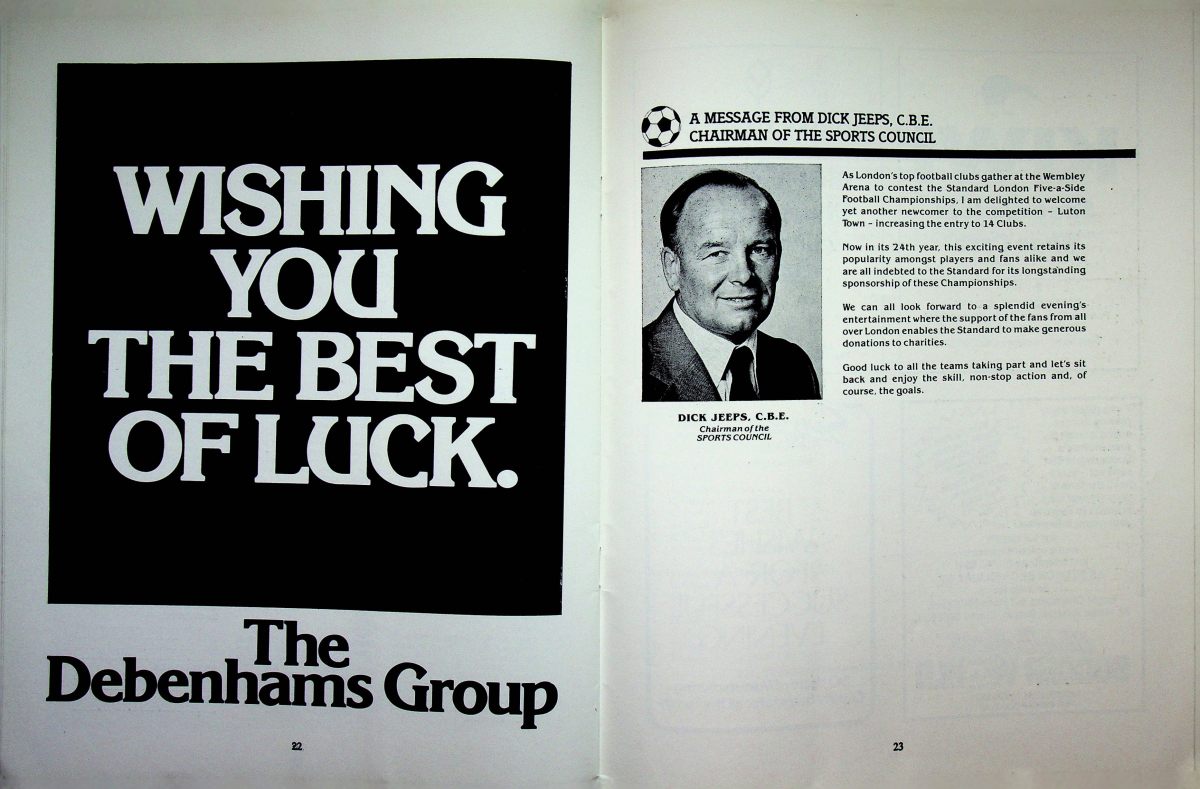 WISHING
YOU
THE BEST
OF LUCK.
The
Debenhams Group
22
A MESSAGE FROM DICK JEEPS, C.B.E.
CHAIRMAN OF THE SPORTS COUNCIL
DICK JEEPS, C.B.E.
Chairman of the
SPORTS COUNCIL
As London's top football clubs gather at the Wembley
Arena to contest the Standard London Five-a-Side
Football Championships, I am delighted to welcome
yet another newcomer to the competition – Luton
Town – increasing the entry to 14 Clubs.
Now in its 24th year, this exciting event retains its
popularity amongst players and fans alike and we
are all indebted to the Standard for its longstanding
sponsorship of these Championships.
We can all look forward to a splendid evening's
entertainment where the support of the fans from all
over London enables the Standard to make generous
donations to charities.
Good luck to all the teams taking part and let's sit
back and enjoy the skill, non-stop action and, of
course, the goals.
23